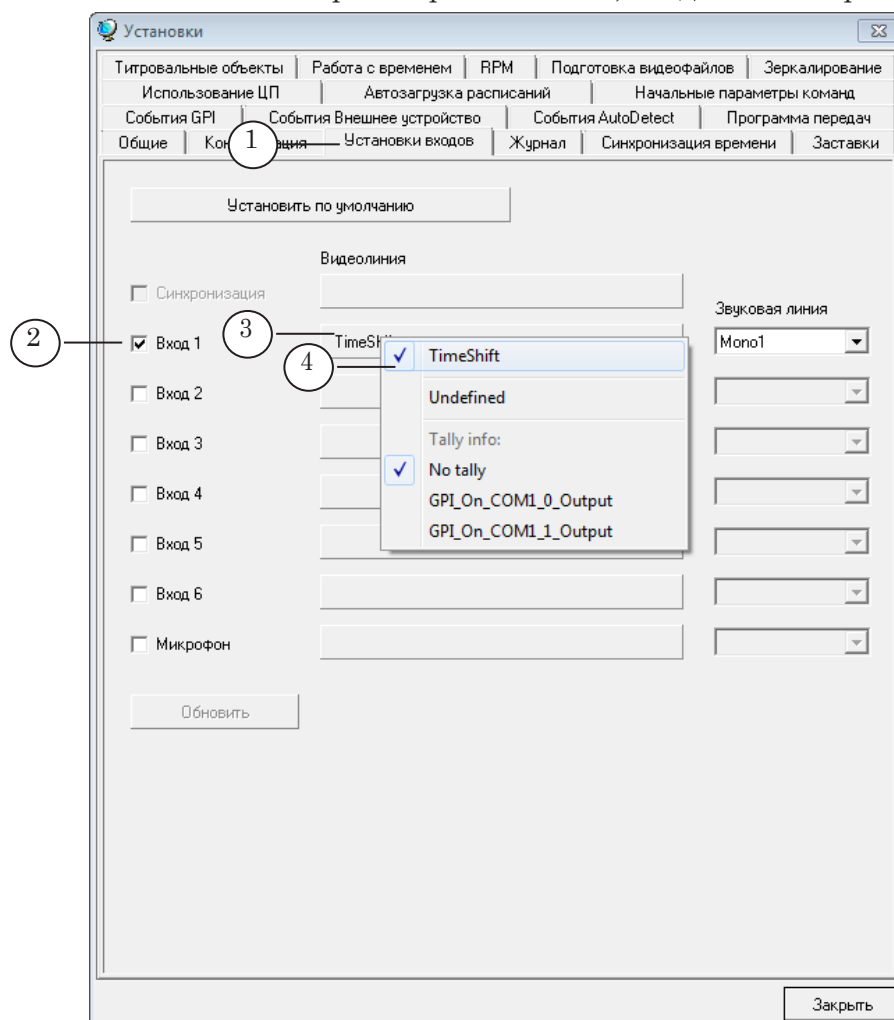 Установки
Титровальные объекты Работа с временем RPM Подготовка видеофайлов Зеркалирование
Использование ЦП Автозагрузка расписаний Начальные параметры команд
События GPI События Внешнее устройство События AutoDetect Программа передач
Общие 1 Установки входов Журнал Синхронизация времени Заставки
Установить по умолчанию
Видеолиния
Синхронизация
Звуковая линия
2 Вход 1 3 Mono1
4 TimeShift
Вход 2 Undefined
Вход 3 Tally info:
No tally
Вход 4 GPI_On_COM1_0_Output
Вход 5 GPI_On_COM1_1_Output
Вход 6
Микрофон
Обновить
Закрыть